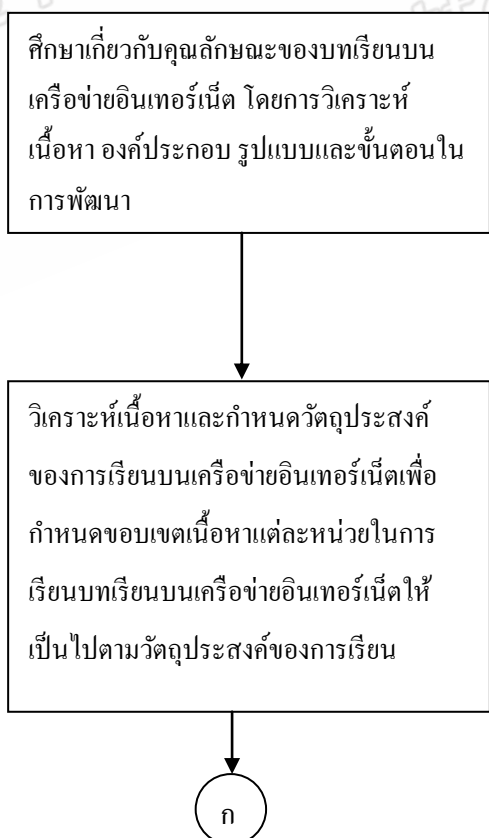 ศึกษาเกี่ยวกับคุณลักษณะของบทเรียนบน
เครือข่ายอินเทอร์เน็ต โดยการวิเคราะห์
เนื้อหา องค์ประกอบ รูปแบบและขั้นตอนใน
การพัฒนา
วิเคราะห์เนื้อหาและกำหนดวัตถุประสงค์
ของการเรียนบนเครือข่ายอินเทอร์เน็ตเพื่อ
กำหนดขอบเขตเนื้อหาแต่ละหน่วยในการ
เรียนบทเรียนบนเครือข่ายอินเทอร์เน็ตให้
เป็นไปตามวัตถุประสงค์ของการเรียน
ก